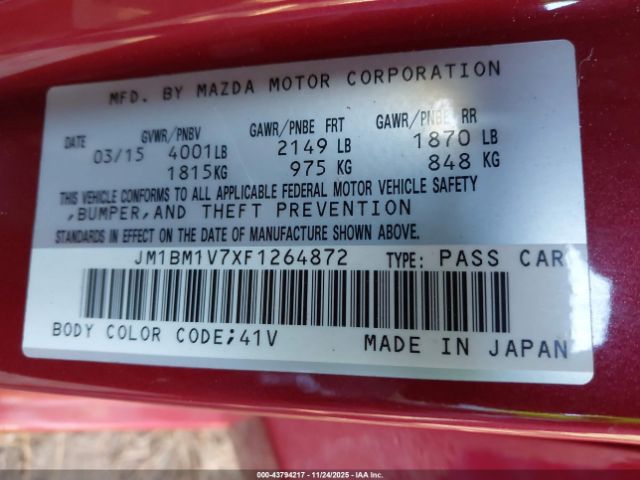 MFD. BY MAZDA MOTOR CORPORATION
DATE GVWR/PNBV GAWR/PNBE FRT GAWR/PNBE RR
03/15 4001LB 2149 LB 1870 LB
1815KG 975 KG 848 KG
THIS VEHICLE CONFORMS TO ALL APPLICABLE FEDERAL MOTOR VEHICLE SAFETY
,BUMPER,AND THEFT PREVENTION
STANDARDS IN EFFECT ON THE DATE OF MANUFACTURE SHOWN ABOVE.
JM1BM1V7XF1264872 TYPE: PASS CAR
BODY COLOR CODE;41V MADE IN JAPAN
000-43794217 - 11/24/2025 - IAA Inc.